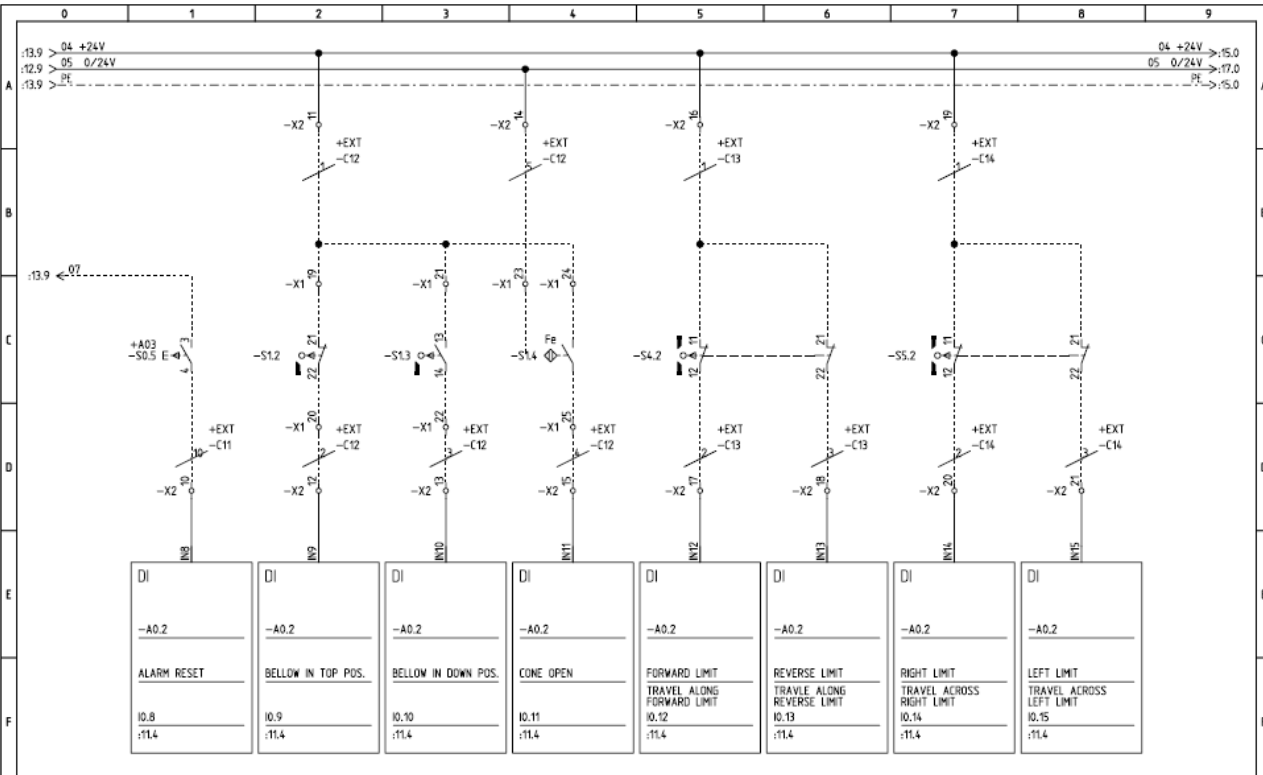 0 1 2 3 4 5 6 7 8 9
:13.9 04 +24V 04 +24V :15.0
:12.9 05 0/24V 05 0/24V :17.0
A :13.9 PE PE :15.0
-X2 11 -X2 14 -X2 16 -X2 19
+EXT +EXT +EXT +EXT
1 -C12 5 -C12 1 -C13 1 -C14
B
:13.9 07
-X1 19 -X1 21 -X1 23 -X1 24
C
+A03 3 21 13 Fe 11 21 11 21
-S0.5 E -S1.2 -S1.3 -S1.4 -S4.2 -S5.2
4 22 14 12 22 12 22
-X1 20 -X1 22 -X1 25
+EXT +EXT +EXT +EXT +EXT +EXT +EXT +EXT
10 -C11 2 -C12 3 -C12 4 -C12 2 -C13 3 -C13 2 -C14 3 -C14
D
-X2 10 -X2 12 -X2 13 -X2 15 -X2 17 -X2 18 -X2 20 -X2 21
IN8 IN9 IN10 IN11 IN12 IN13 IN14 IN15
DI DI DI DI DI DI DI DI
E
-A0.2 -A0.2 -A0.2 -A0.2 -A0.2 -A0.2 -A0.2 -A0.2
ALARM RESET BELLOW IN TOP POS. BELLOW IN DOWN POS. CONE OPEN FORWARD LIMIT REVERSE LIMIT RIGHT LIMIT LEFT LIMIT
TRAVEL ALONG TRAVLE ALONG TRAVEL ACROSS TRAVEL ACROSS
FORWARD LIMIT REVERSE LIMIT RIGHT LIMIT LEFT LIMIT
F I0.8 I0.9 I0.10 I0.11 I0.12 I0.13 I0.14 I0.15
:11.4 :11.4 :11.4 :11.4 :11.4 :11.4 :11.4 :11.4